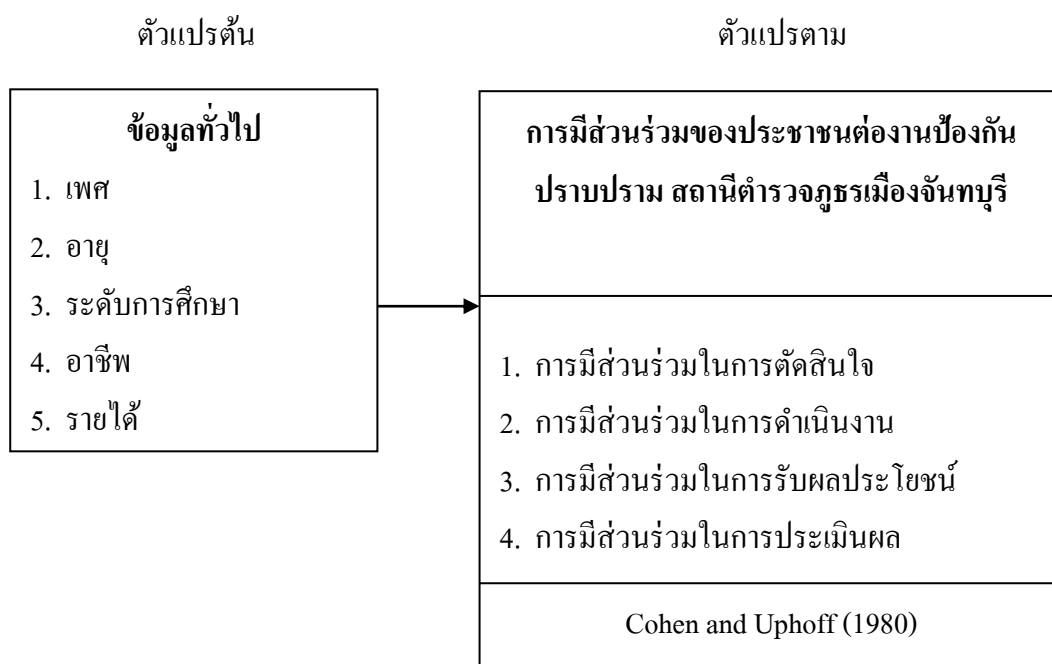 ตัวแปรต้น
ตัวแปรตาม
ข้อมูลทั่วไป
1. เพศ
2. อายุ
3. ระดับการศึกษา
4. อาชีพ
5. รายได้
การมีส่วนร่วมของประชาชนต่องานป้องกัน
ปราบปราม สถานีตำรวจภูธรเมืองจันทบุรี
1. การมีส่วนร่วมในการตัดสินใจ
2. การมีส่วนร่วมในการดำเนินงาน
3. การมีส่วนร่วมในการรับผลประโยชน์
4. การมีส่วนร่วมในการประเมินผล
Cohen and Uphoff (1980)